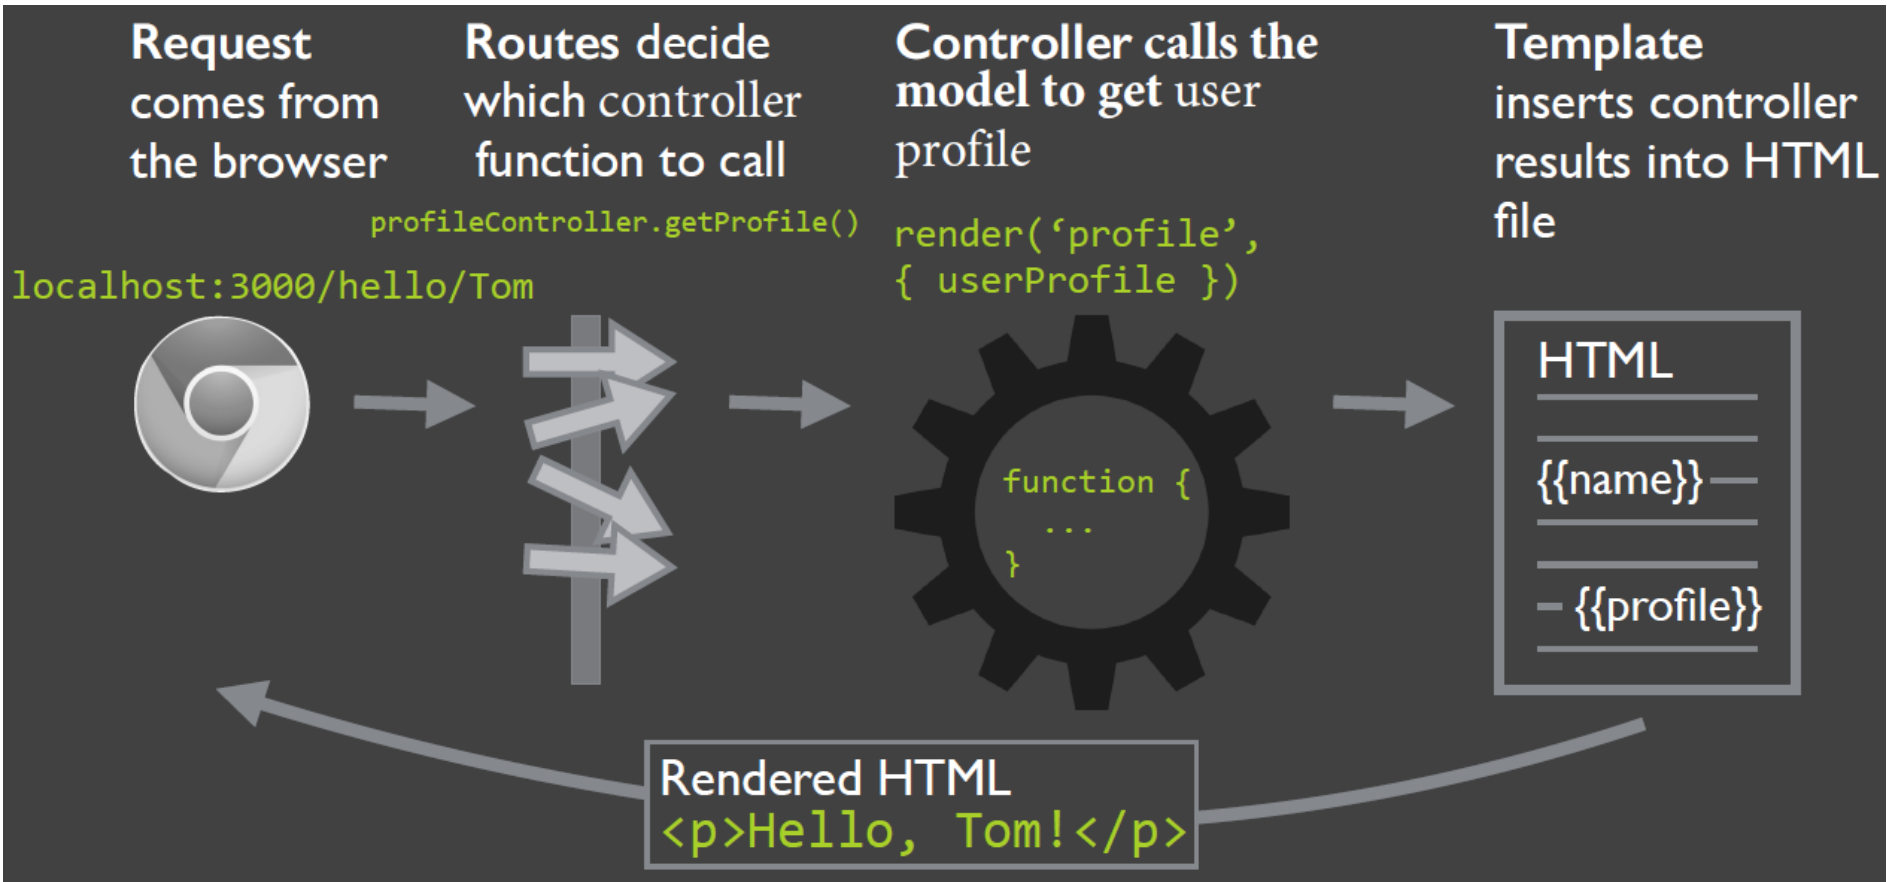 Request
comes from
the browser
Routes decide
which controller
function to call
Controller calls the
model to get user
profile
Template
inserts controller
results into HTML
file
profileController.getProfile()
render(‘profile’,
{ userProfile })
localhost:3000/hello/Tom
function {
...
}
HTML
{{name}}
{{profile}}
Rendered HTML
<p>Hello, Tom!</p>